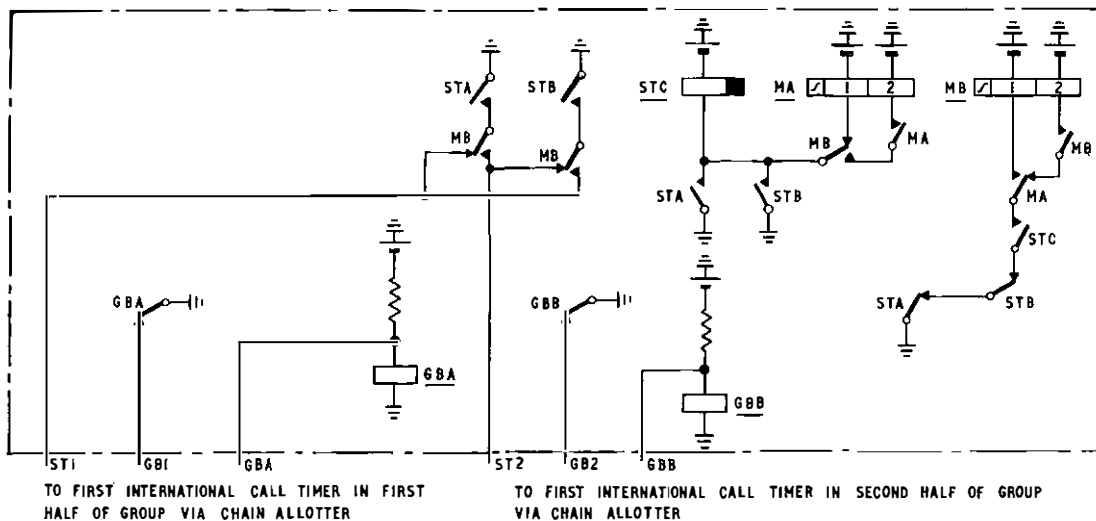 STA
STB
STC
MA
1
2
MB
1
2
MB
MB
MB
MA
MB
MA
STA
STB
STC
GBA
GBB
STA
STB
GBA
GBB
ST1
GB1
GBA
ST2
GB2
GBB
TO FIRST INTERNATIONAL CALL TIMER IN FIRST
HALF OF GROUP VIA CHAIN ALLOTTER
TO FIRST INTERNATIONAL CALL TIMER IN SECOND HALF OF GROUP
VIA CHAIN ALLOTTER